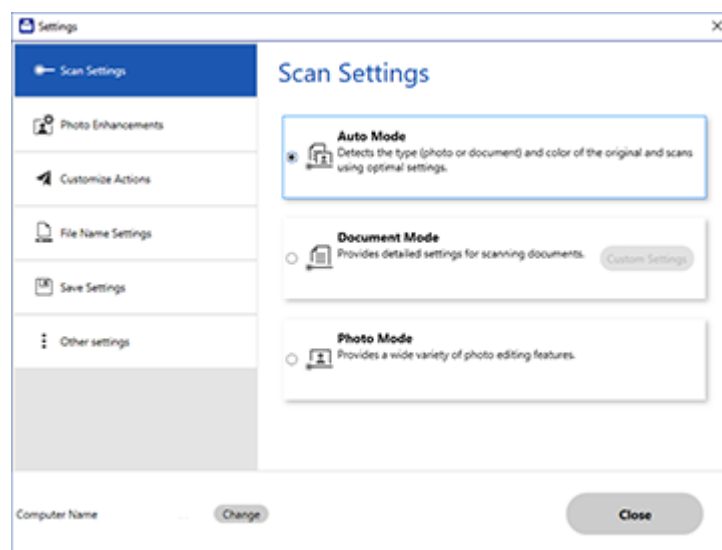 Settings
Scan Settings
Photo Enhancements
Customize Actions
File Name Settings
Save Settings
Other settings
Scan Settings
Auto Mode
Detects the type (photo or document) and color of the original and scans
using optimal settings.
Document Mode
Provides detailed settings for scanning documents.
Custom Settings
Photo Mode
Provides a wide variety of photo editing features.
Computer Name
Change
Close